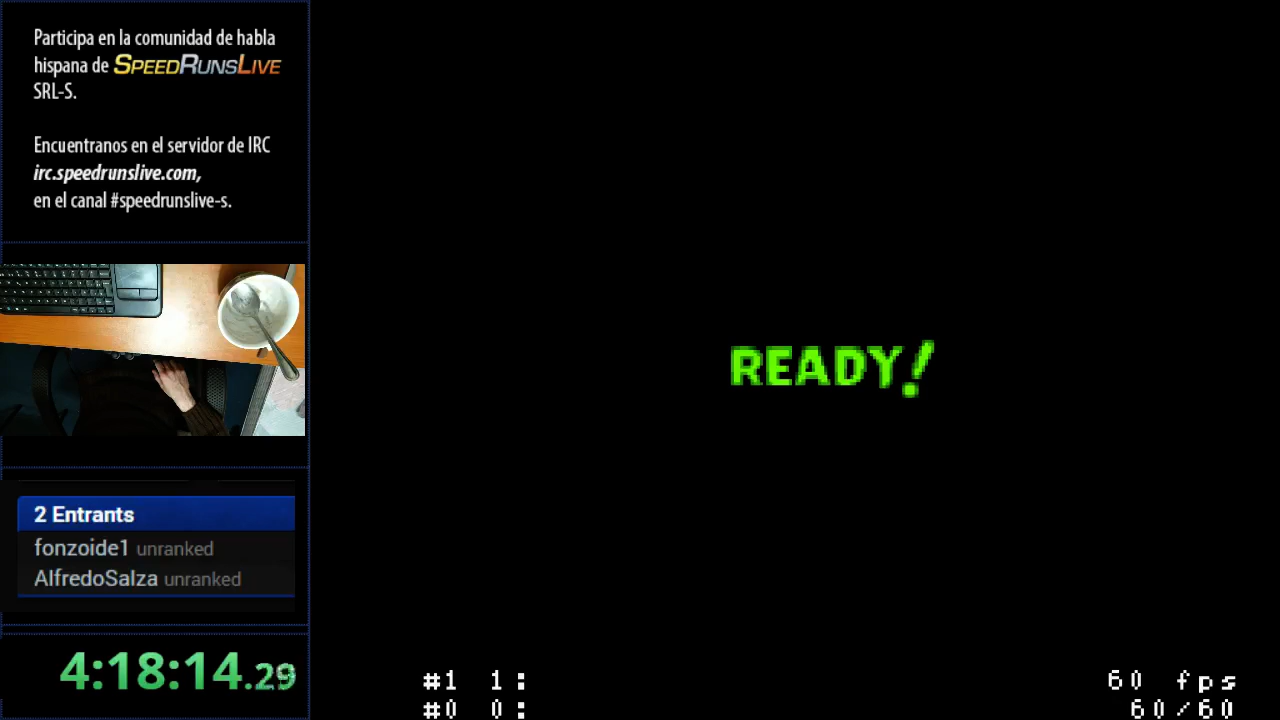 Participa en la comunidad de habla
hispana de SPEEDRUNSLIVE
SRL-S.
Encuentranos en el servidor de IRC
irc.speedrunslive.com,
en el canal #speedrunslive-s.
READY!
2 Entrants
fonzoide1 unranked
AlfredoSalza unranked
4:18:14.29
#1 1:
#0 0:
60 fps
60/60